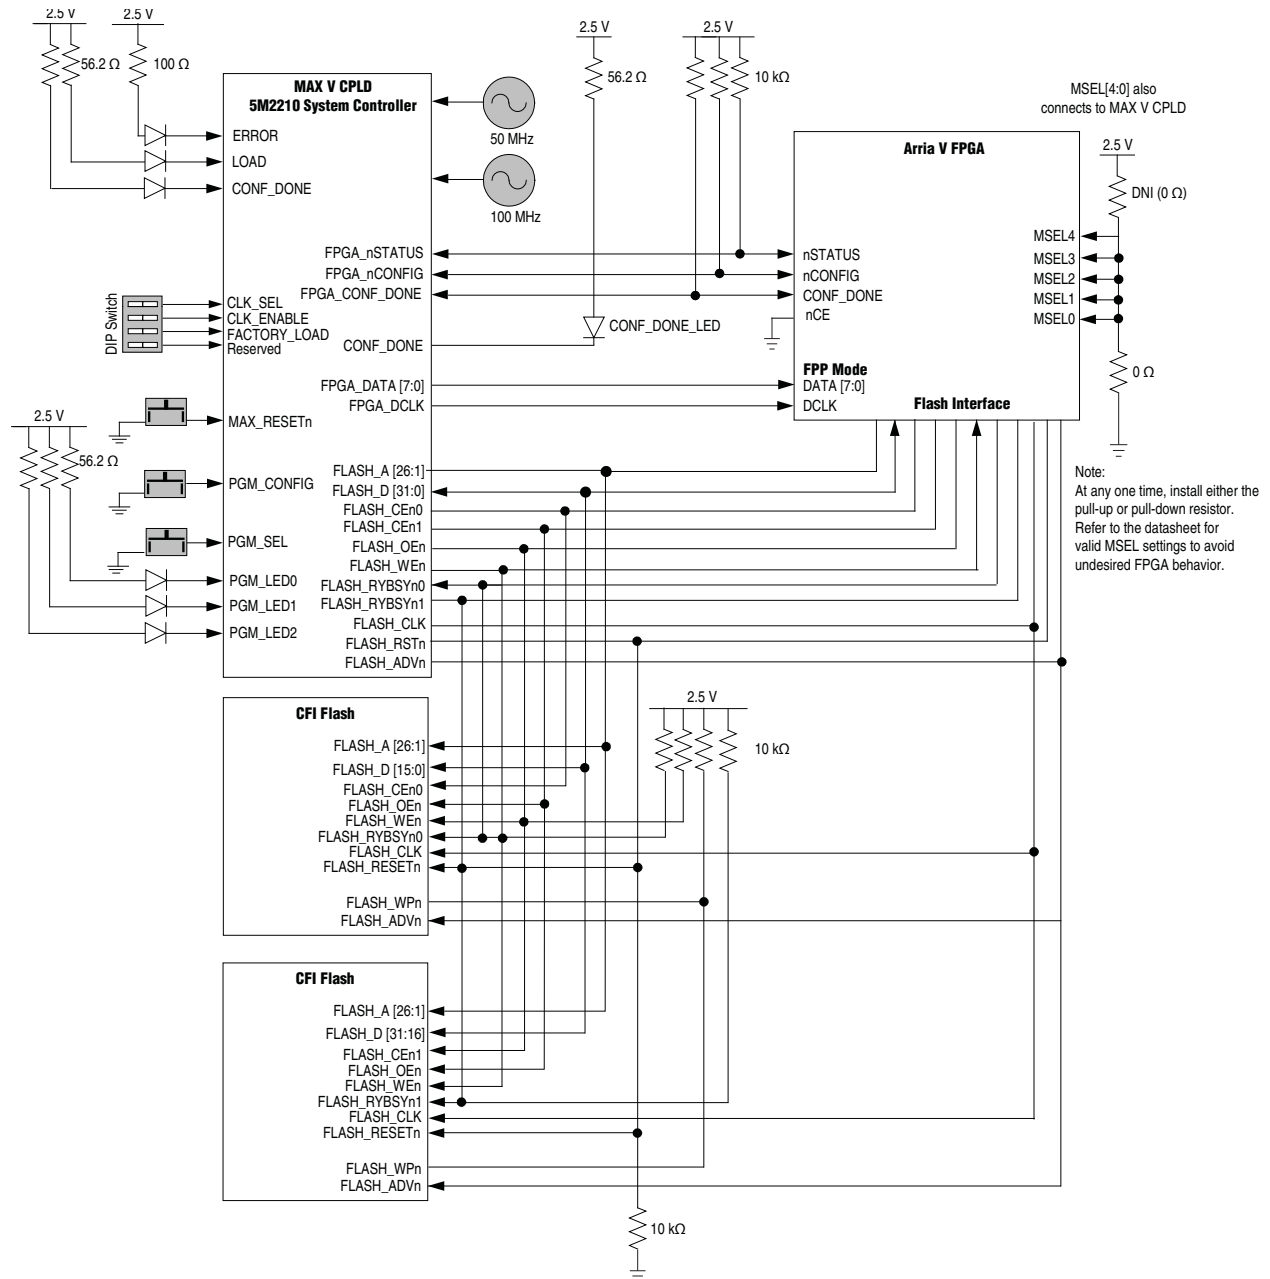 2.5 V
2.5 V
56.2 Ω
100 Ω
2.5 V
56.2 Ω
2.5 V
10 kΩ
MAX V CPLD
5M2210 System Controller
50 MHz
100 MHz
ERROR
LOAD
CONF_DONE
FPGA_nSTATUS
FPGA_nCONFIG
FPGA_CONF_DONE
DIP Switch
CLK_SEL
CLK_ENABLE
FACTORY_LOAD
Reserved
CONF_DONE
CONF_DONE_LED
FPGA_DATA [7:0]
FPGA_DCLK
MAX_RESETn
2.5 V
56.2 Ω
PGM_CONFIG
PGM_SEL
PGM_LED0
PGM_LED1
PGM_LED2
FLASH_A [26:1]
FLASH_D [31:0]
FLASH_CEn0
FLASH_CEn1
FLASH_OEn
FLASH_WEn
FLASH_RYBSYn0
FLASH_RYBSYn1
FLASH_CLK
FLASH_RSTn
FLASH_ADVn
MSEL[4:0] also
connects to MAX V CPLD
Arria V FPGA
2.5 V
DNI (0 Ω)
MSEL4
MSEL3
MSEL2
MSEL1
MSEL0
0 Ω
nSTATUS
nCONFIG
CONF_DONE
nCE
FPP Mode
DATA [7:0]
DCLK
Flash Interface
Note:
At any one time, install either the
pull-up or pull-down resistor.
Refer to the datasheet for
valid MSEL settings to avoid
undesired FPGA behavior.
CFI Flash
FLASH_A [26:1]
FLASH_D [15:0]
FLASH_CEn0
FLASH_OEn
FLASH_WEn
FLASH_RYBSYn0
FLASH_CLK
FLASH_RESETn
FLASH_WPn
FLASH_ADVn
2.5 V
10 kΩ
CFI Flash
FLASH_A [26:1]
FLASH_D [31:16]
FLASH_CEn1
FLASH_OEn
FLASH_WEn
FLASH_RYBSYn1
FLASH_CLK
FLASH_RESETn
FLASH_WPn
FLASH_ADVn
10 kΩ